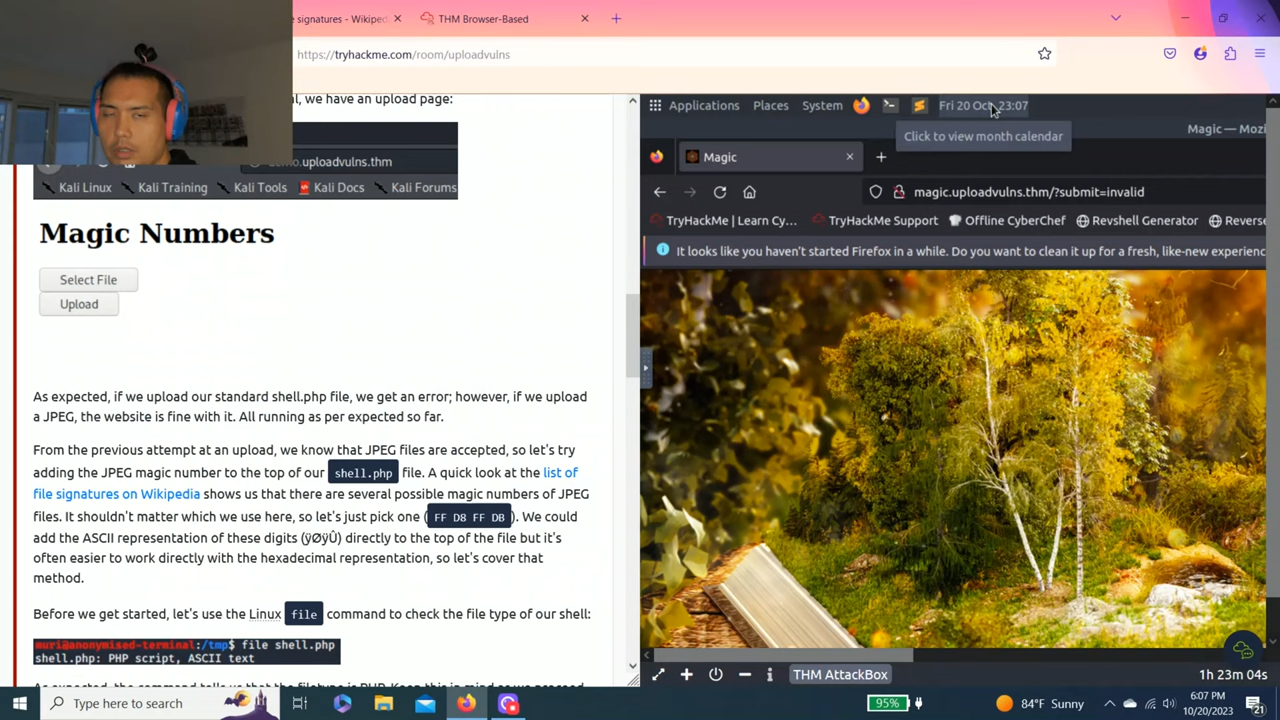 e signatures - Wikiped
THM Browser-Based
https://tryhackme.com/room/uploadvulns
al, we have an upload page:
uploadvulns.thm/
Kali Linux Kali Training Kali Tools Kali Docs Kali Forums
Magic Numbers
Select File
Upload
As expected, if we upload our standard shell.php file, we get an error; however, if we upload
a JPEG, the website is fine with it. All running as per expected so far.
From the previous attempt at an upload, we know that JPEG files are accepted, so let's try
adding the JPEG magic number to the top of our shell.php file. A quick look at the list of
file signatures on Wikipedia shows us that there are several possible magic numbers of JPEG
files. It shouldn't matter which we use here, so let's just pick one ( FF D8 FF DB ). We could
add the ASCII representation of these digits (ÿØÿÛ) directly to the top of the file but it's
often easier to work directly with the hexadecimal representation, so let's cover that
method.
Before we get started, let's use the Linux file command to check the file type of our shell:
muri@anonymised-terminal:/tmp$ file shell.php
shell.php: PHP script, ASCII text
Applications Places System Fri 20 Oct, 23:07
Click to view month calendar
Magic — Mozi
Magic
magic.uploadvulns.thm/?submit=invalid
TryHackMe | Learn Cy... TryHackMe Support Offline CyberChef Revshell Generator Reverse
It looks like you haven't started Firefox in a while. Do you want to clean it up for a fresh, like-new experienc
THM AttackBox
1h 23m 04s
Type here to search
95%
84°F Sunny
6:07 PM
10/20/2023
21